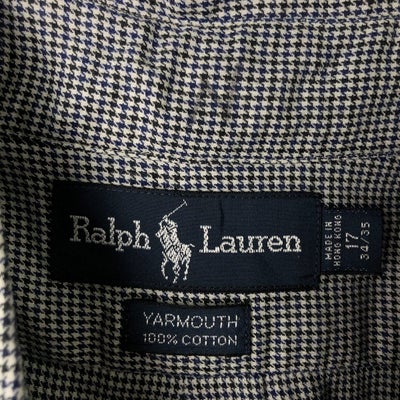 Ralph Lauren
MADE IN
HONG KONG
17
34/35
YARMOUTH
100% COTTON